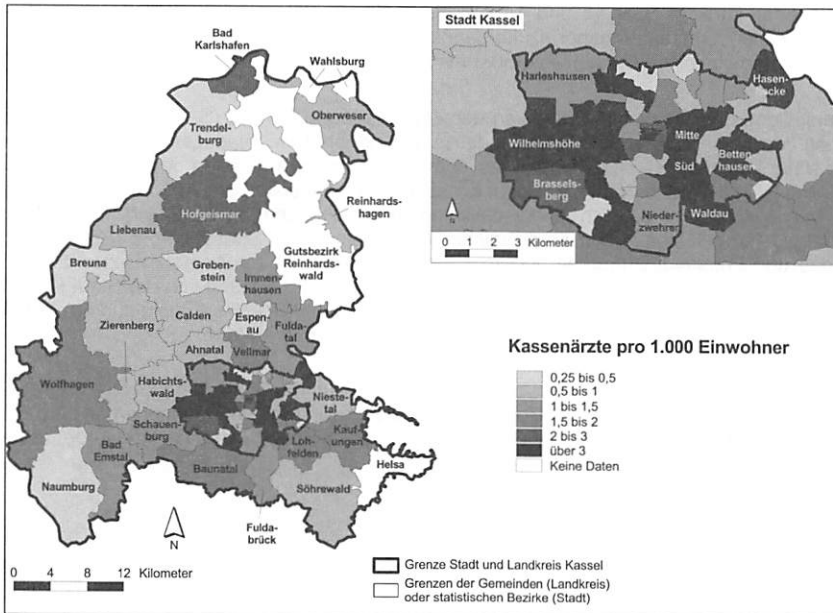 Bad
Karlshafen
Wahlsburg
Oberweser
Trendel-
burg
Hofgeismar
Reinhards-
hagen
Liebenau
Gutsbezirk
Reinhards-
wald
Breuna
Greben-
stein
Immen-
hausen
Zierenberg
Calden
Espen-
au
Fulda-
tal
Ahnatal
Vellmar
Wolfhagen
Habichts-
wald
Nieste-
tal
Schauen-
burg
Bad
Emstal
Loh-
felden
Kauf-
ungen
Helsa
Baunatal
Naumburg
Söhrewald
Fulda-
brück
N
0 4 8 12 Kilometer
Stadt Kassel
Harleshausen
Hasen-
hecke
Wilhelmshöhe
Mitte
Süd
Betten-
hausen
Brassels-
berg
Nieder-
zwehren
Waldau
N
0 1 2 3 Kilometer
Kassenärzte pro 1.000 Einwohner
0,25 bis 0,5
0,5 bis 1
1 bis 1,5
1,5 bis 2
2 bis 3
über 3
Keine Daten
Grenze Stadt und Landkreis Kassel
Grenzen der Gemeinden (Landkreis)
oder statistischen Bezirke (Stadt)